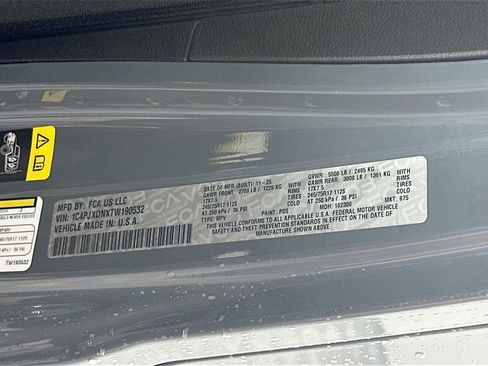 MFD BY: FCA US LLC
VIN: 1C4PJXDNXTW190532
VEHICLE MADE IN U.S.A.
DATE OF MFR (BUILT) 11-25
GAWR FRONT: 2700 LB / 1225 KG
RIMS
17X7.5
TIRES
245/75R17 112S
COLD
AT 250 kPa / 36 PSI
TYPE: MPV PAINT: PDS
GVWR: 5500 LB / 2495 KG
GAWR REAR: 3000 LB / 1361 KG
RIMS
17X7.5
TIRES
245/75R17 112S
COLD
AT 250 kPa / 36 PSI
MDH: 102300 MKT: 875
THIS VEHICLE CONFORMS TO ALL APPLICABLE U.S.A. FEDERAL MOTOR VEHICLE
SAFETY, BUMPER AND THEFT PREVENTION STANDARDS IN EFFECT ON THE DATE OF
MANUFACTURE SHOWN ABOVE
TW190532